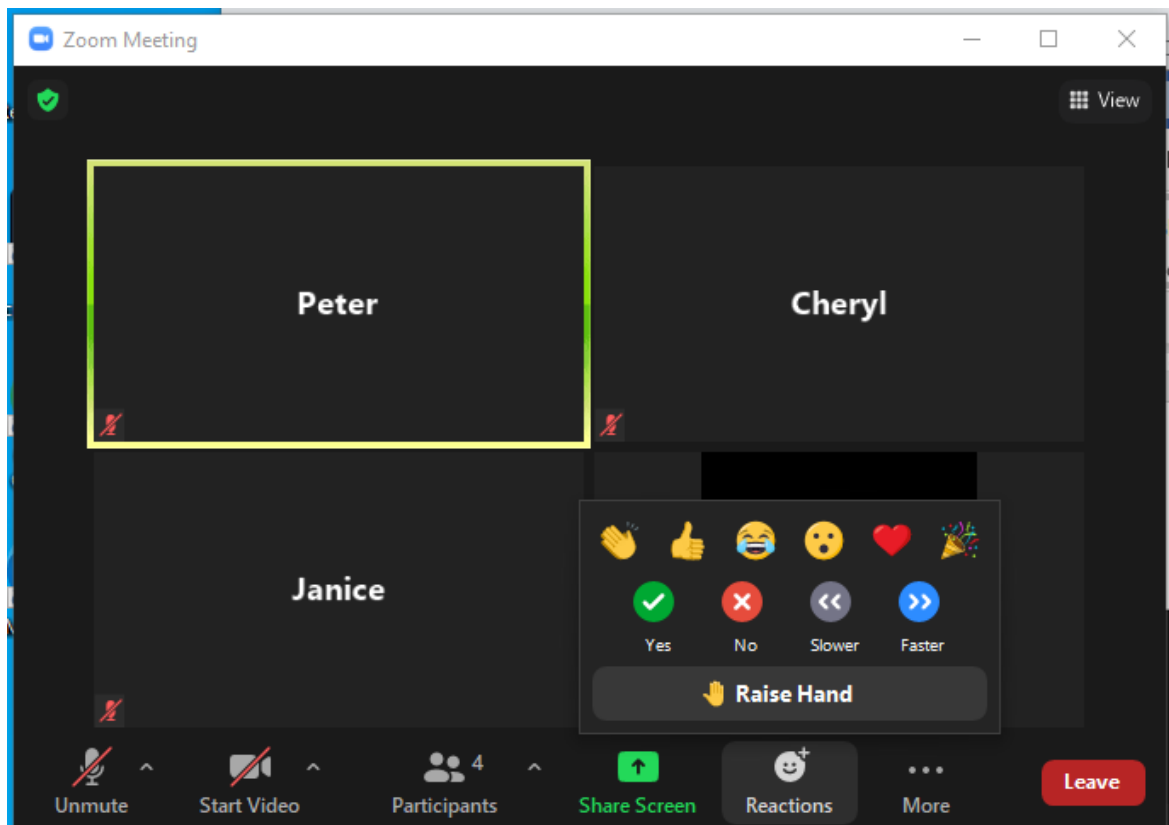 Zoom Meeting
View
Peter
Cheryl
Janice
Yes No Slower Faster
Raise Hand
4
Unmute Start Video Participants Share Screen Reactions More Leave